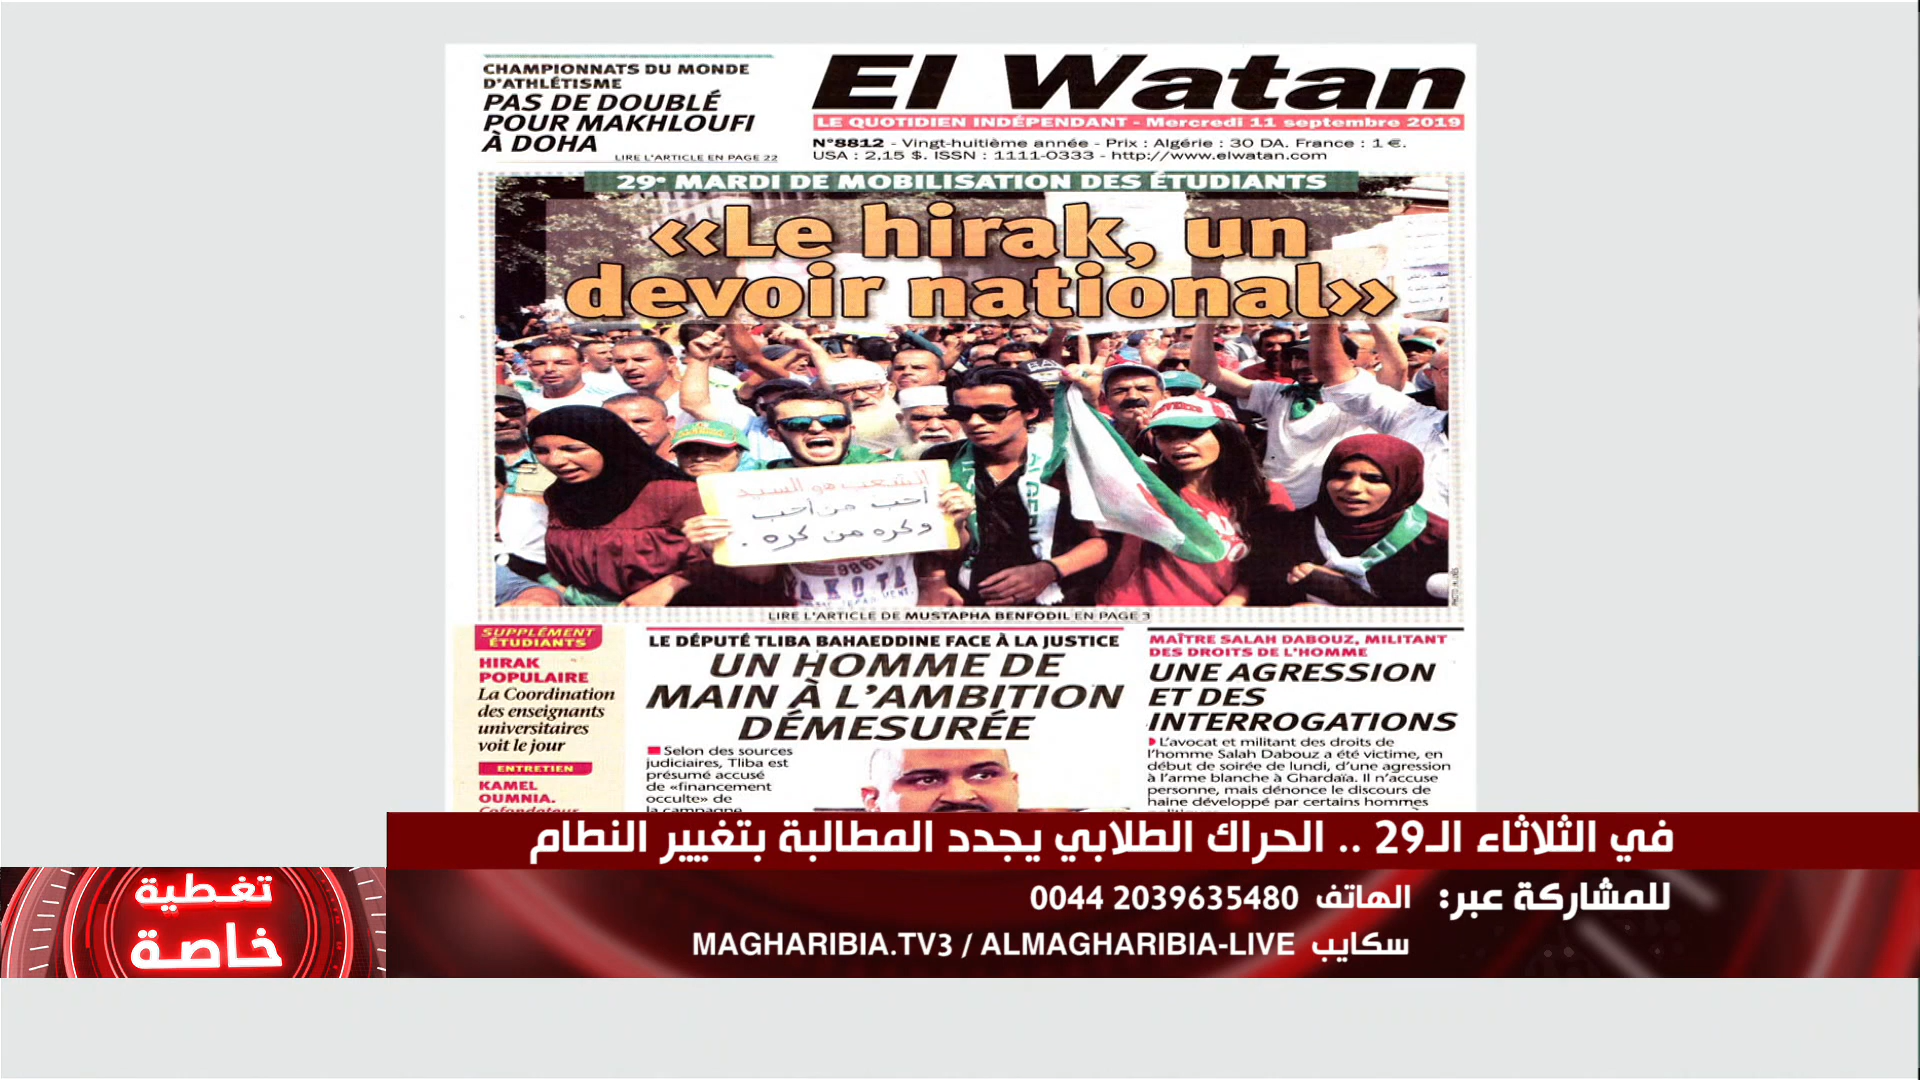 CHAMPIONNATS DU MONDE
D'ATHLÉTISME
PAS DE DOUBLÉ
POUR MAKHLOUFI
À DOHA
LIRE L'ARTICLE EN PAGE 22
El Watan
LE QUOTIDIEN INDÉPENDANT - Mercredi 11 septembre 2019
N°8812 - Vingt-huitième année - Prix : Algérie : 30 DA. France : 1 €.
USA : 2,15 $. ISSN : 1111-0333 - http://www.elwatan.com
29e MARDI DE MOBILISATION DES ÉTUDIANTS
«Le hirak, un
devoir national»
الشعب هو السيد
أحب من أحب
وكره من كره .
LIRE L'ARTICLE DE MUSTAPHA BENFODIL EN PAGE 3
SUPPLÉMENT
ÉTUDIANTS
HIRAK
POPULAIRE
La Coordination
des enseignants
universitaires
voit le jour
ENTRETIEN
KAMEL
OUMNIA.
LE DÉPUTÉ TLIBA BAHAEDDINE FACE À LA JUSTICE
UN HOMME DE
MAIN À L'AMBITION
DÉMESURÉE
Selon des sources
judiciaires, Tliba est
présumé accusé
de «financement
occulte» de
la campagne
MAÎTRE SALAH DABOUZ, MILITANT
DES DROITS DE L'HOMME
UNE AGRESSION
ET DES
INTERROGATIONS
L'avocat et militant des droits de
l'homme Salah Dabouz a été victime, en
début de soirée de lundi, d'une agression
à l'arme blanche à Ghardaïa. Il n'accuse
personne, mais dénonce le discours de
haine développé par certains hommes
في الثلاثاء الـ29 .. الحراك الطلابي يجدد المطالبة بتغيير النظام
تغطية
خاصة
للمشاركة عبر: الهاتف 0044 2039635480
سكايب MAGHARIBIA.TV3 / ALMAGHARIBIA-LIVE